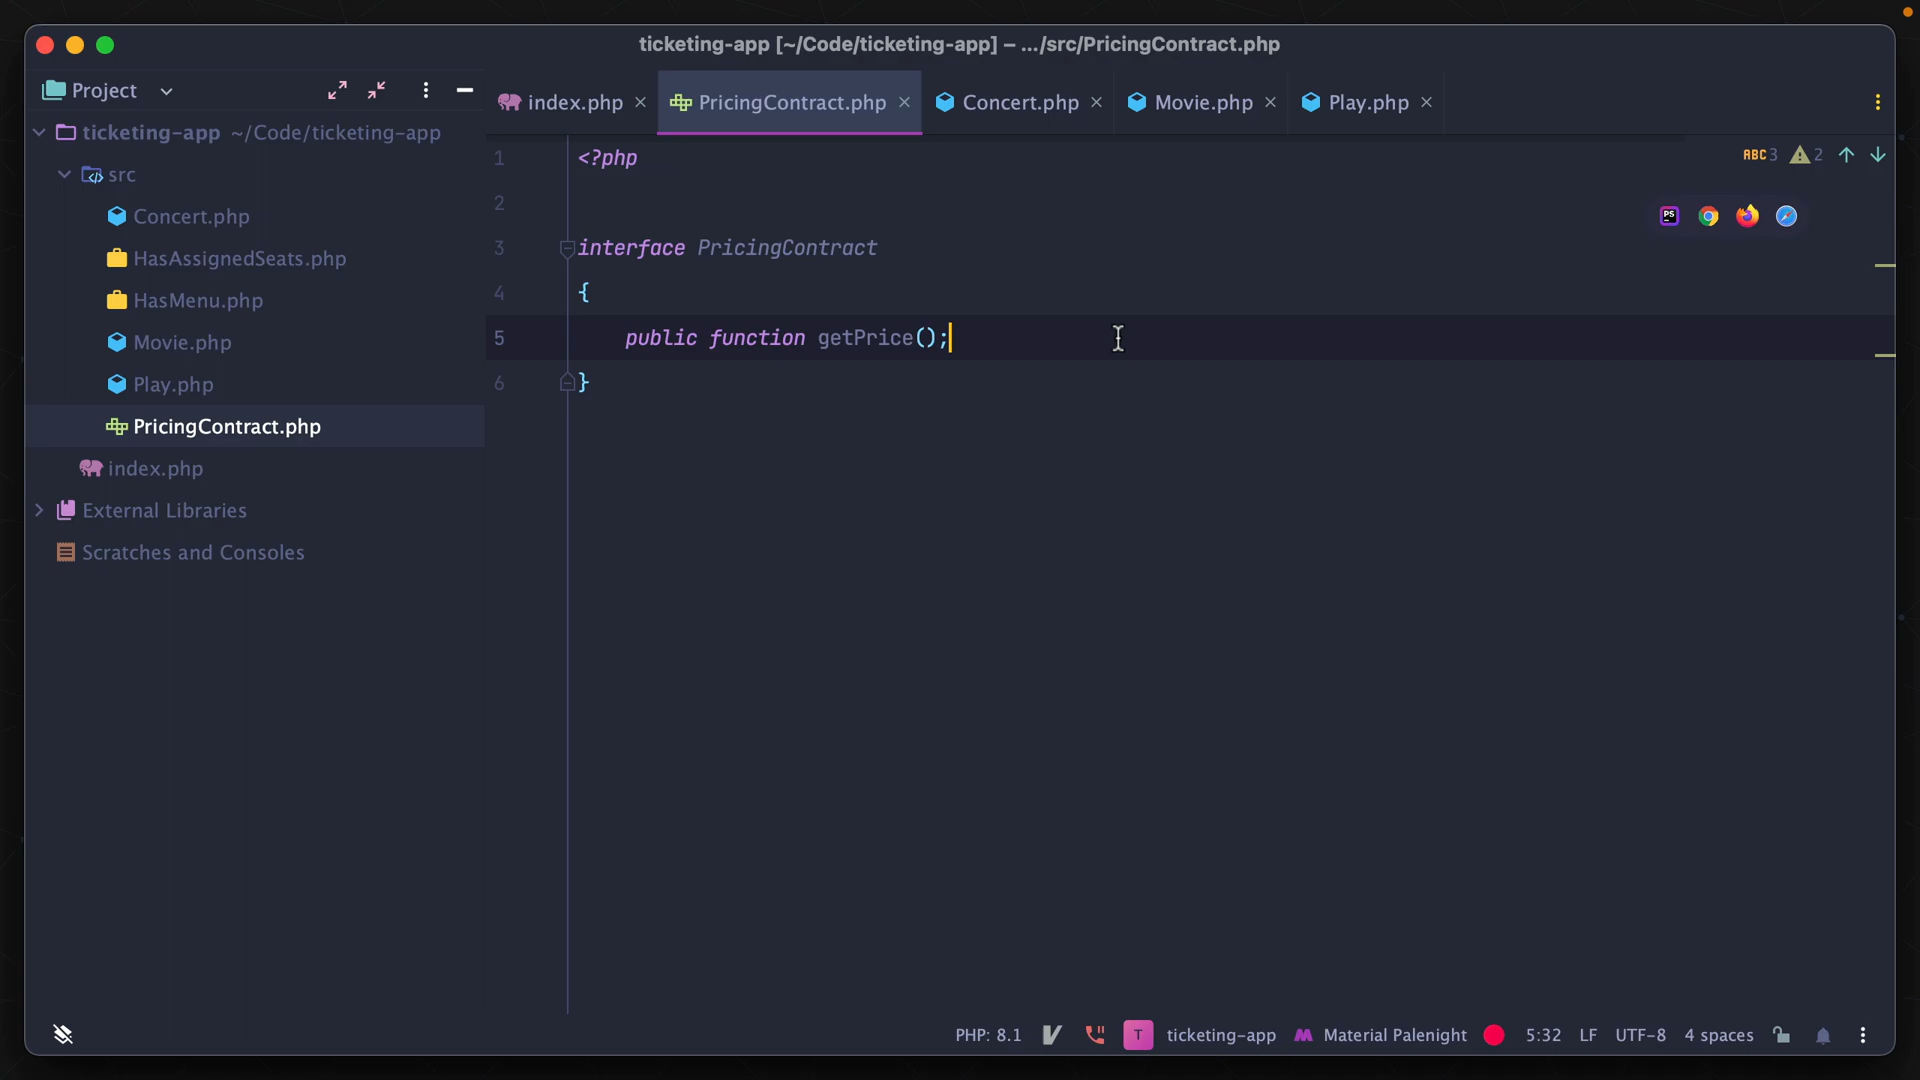 ticketing-app [~/Code/ticketing-app] – .../src/PricingContract.php
Project
index.php
PricingContract.php
Concert.php
Movie.php
Play.php
ticketing-app ~/Code/ticketing-app
src
Concert.php
HasAssignedSeats.php
HasMenu.php
Movie.php
Play.php
PricingContract.php
index.php
External Libraries
Scratches and Consoles
1 <?php
2
3 interface PricingContract
4 {
5 public function getPrice();
6 }
ABC 3 2
PS
PHP: 8.1 T ticketing-app Material Palenight 5:32 LF UTF-8 4 spaces